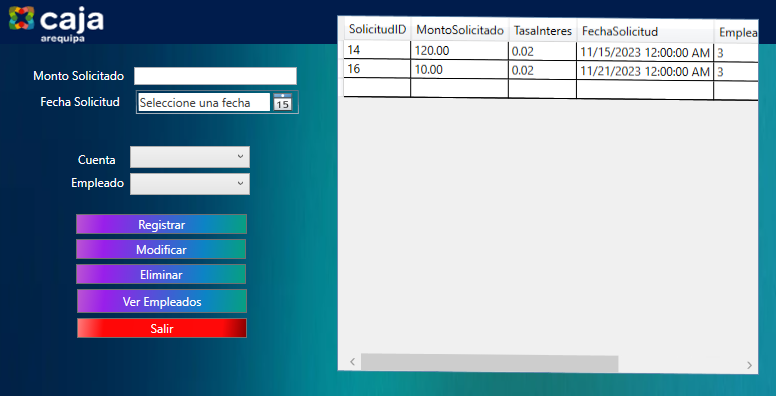 caja
arequipa
Monto Solicitado
Fecha Solicitud Seleccione una fecha 15
Cuenta
Empleado
Registrar
Modificar
Eliminar
Ver Empleados
Salir
SolicitudID MontoSolicitado TasaInteres FechaSolicitud Emplea
14 120.00 0.02 11/15/2023 12:00:00 AM 3
16 10.00 0.02 11/21/2023 12:00:00 AM 3